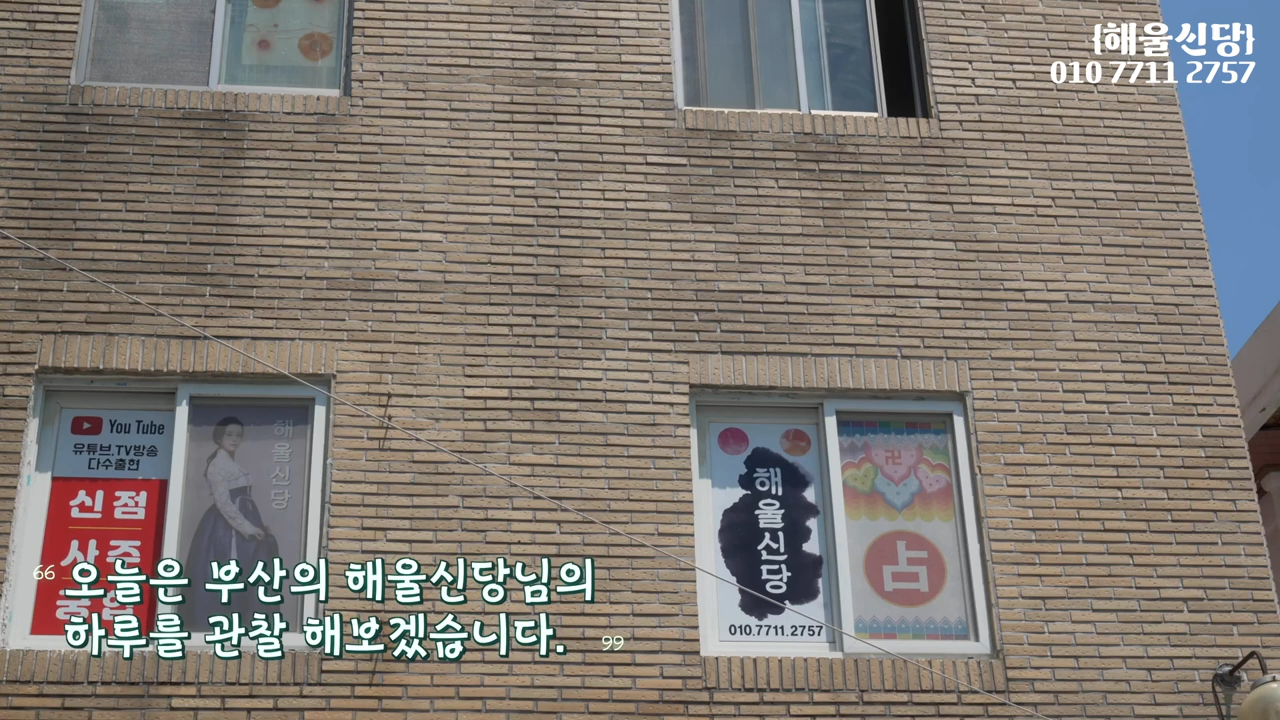 {해울신당}
010 7711 2757
You Tube
유튜브.TV방송
다수출현
신점
사주
해울신당
해울신당
010.7711.2757
卍
占
“오늘은 부산의 해울신당님의
하루를 관찰 해보겠습니다.”